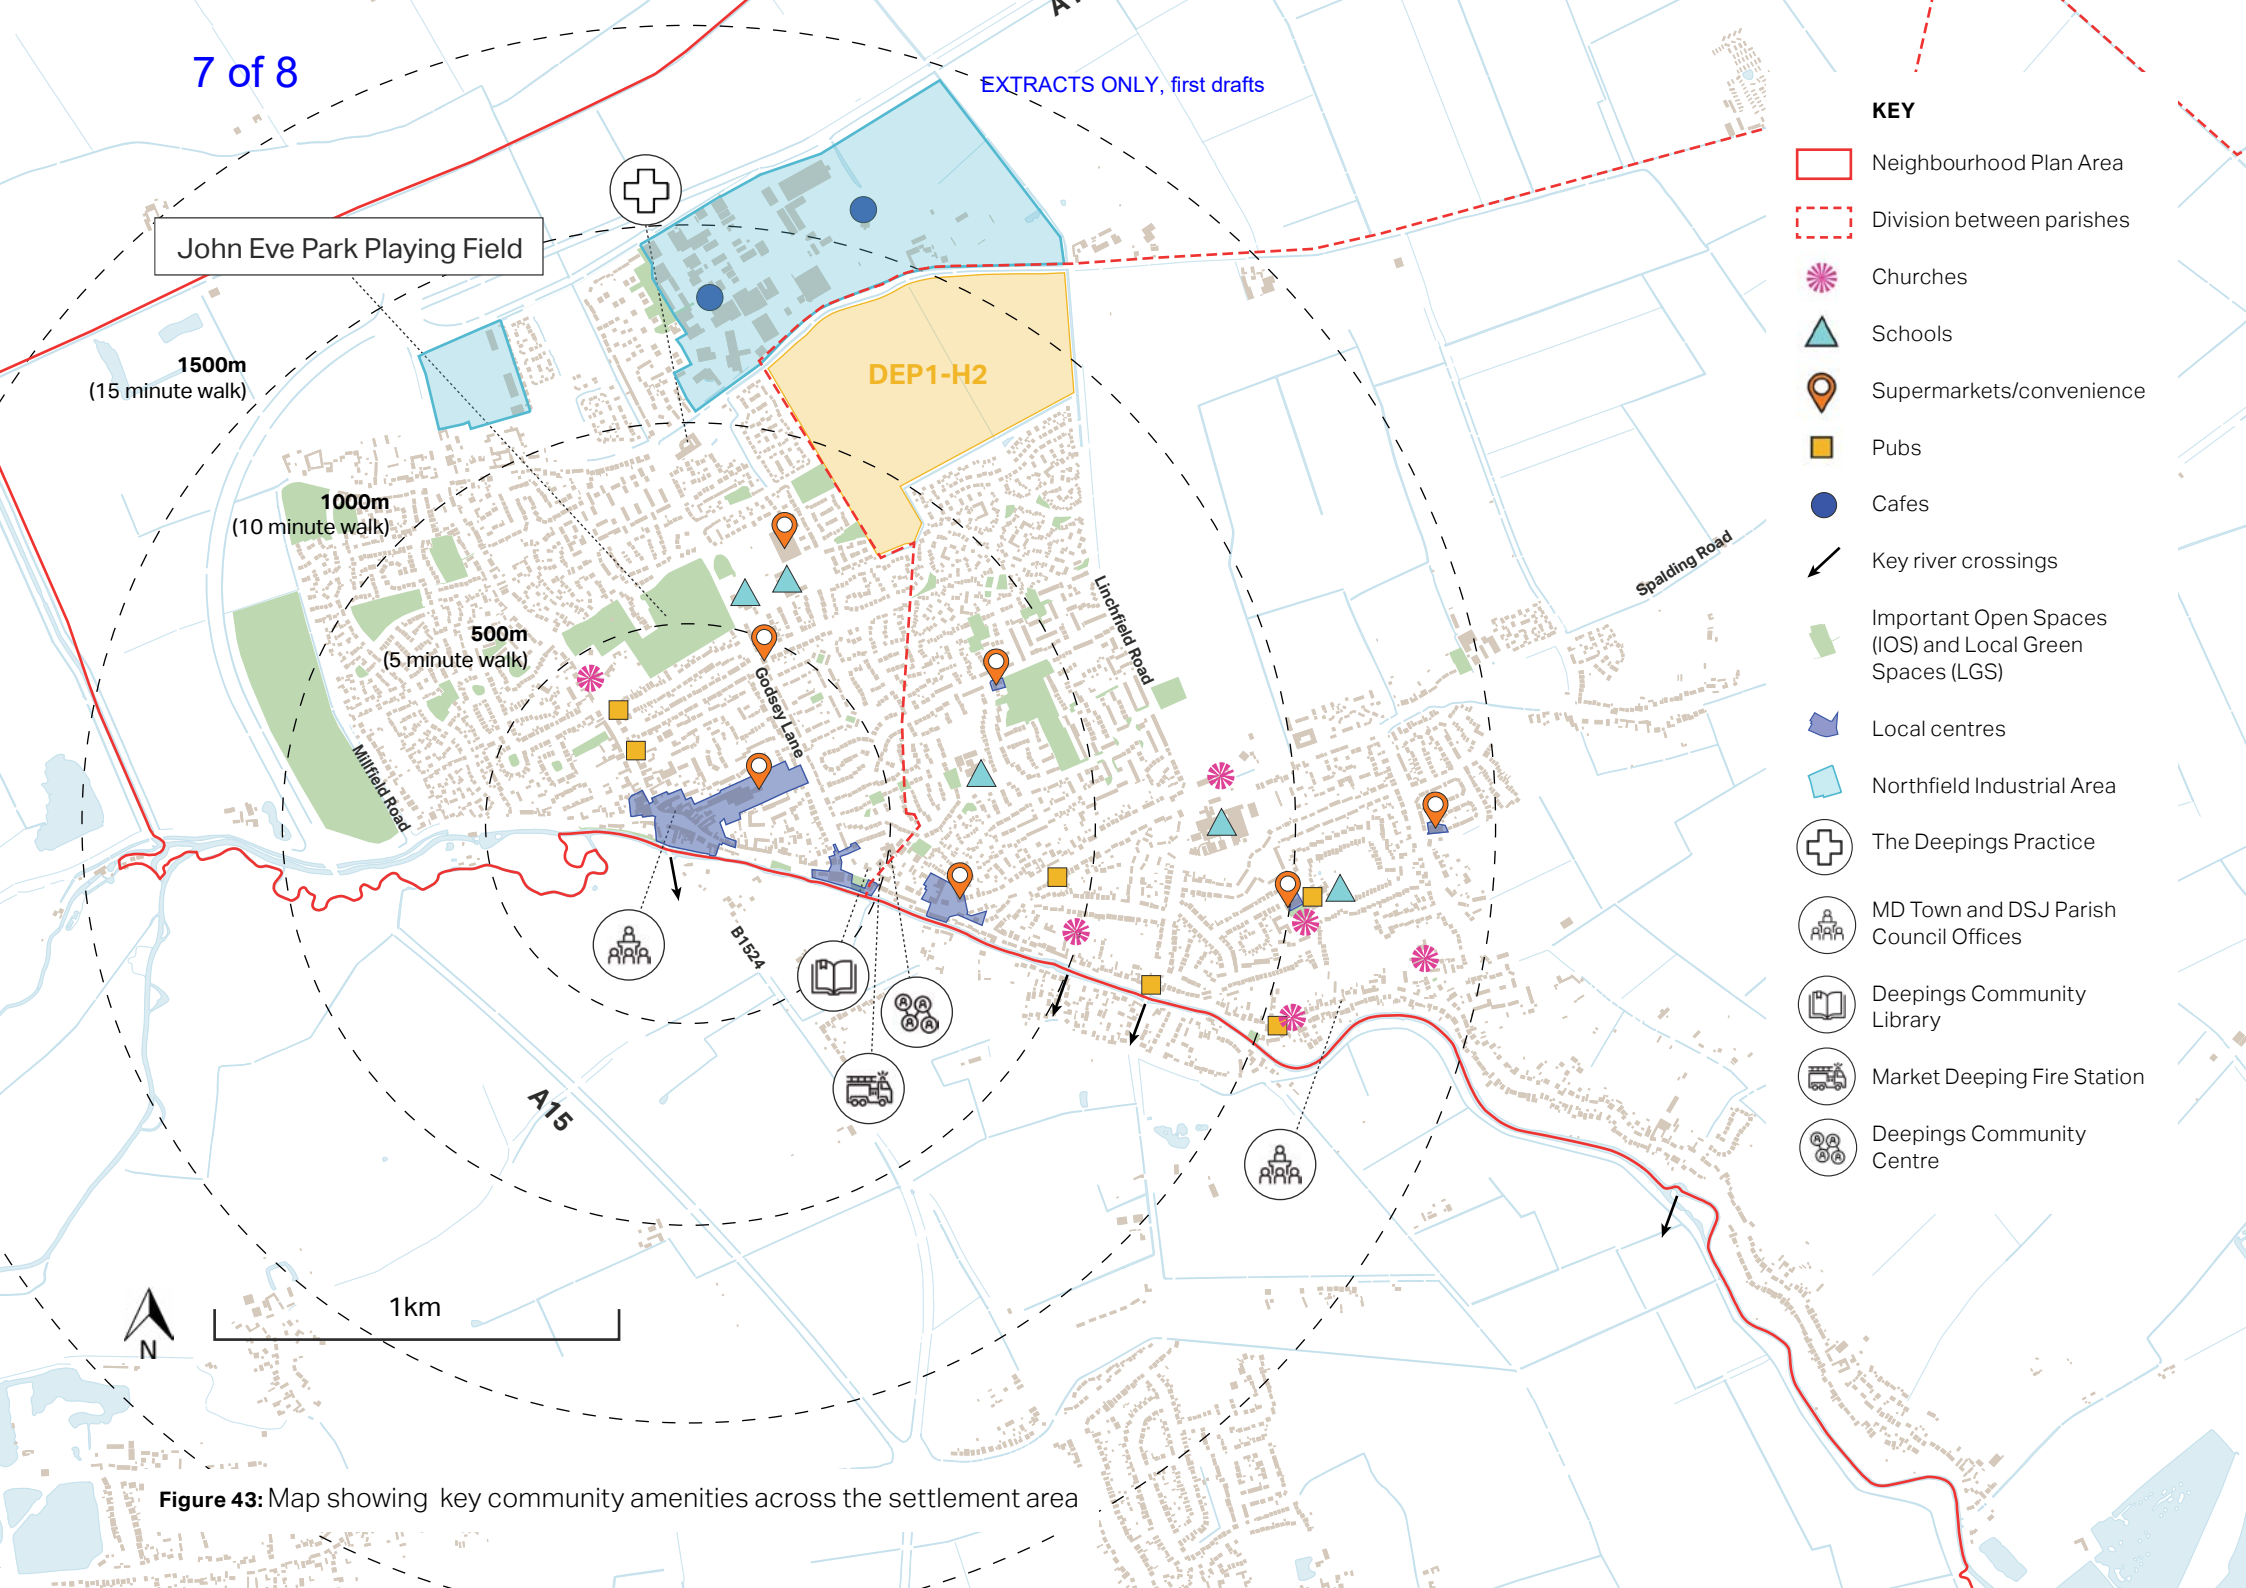 7 of 8
EXTRACTS ONLY, first drafts
John Eve Park Playing Field
DEP1-H2
1500m
(15 minute walk)
1000m
(10 minute walk)
500m
(5 minute walk)
Godsey Lane
Linchfield Road
Spalding Road
Millfield Road
B1524
A15
1km
N
Figure 43: Map showing key community amenities across the settlement area
KEY
Neighbourhood Plan Area
Division between parishes
Churches
Schools
Supermarkets/convenience
Pubs
Cafes
Key river crossings
Important Open Spaces
(IOS) and Local Green
Spaces (LGS)
Local centres
Northfield Industrial Area
The Deepings Practice
MD Town and DSJ Parish
Council Offices
Deepings Community
Library
Market Deeping Fire Station
Deepings Community
Centre